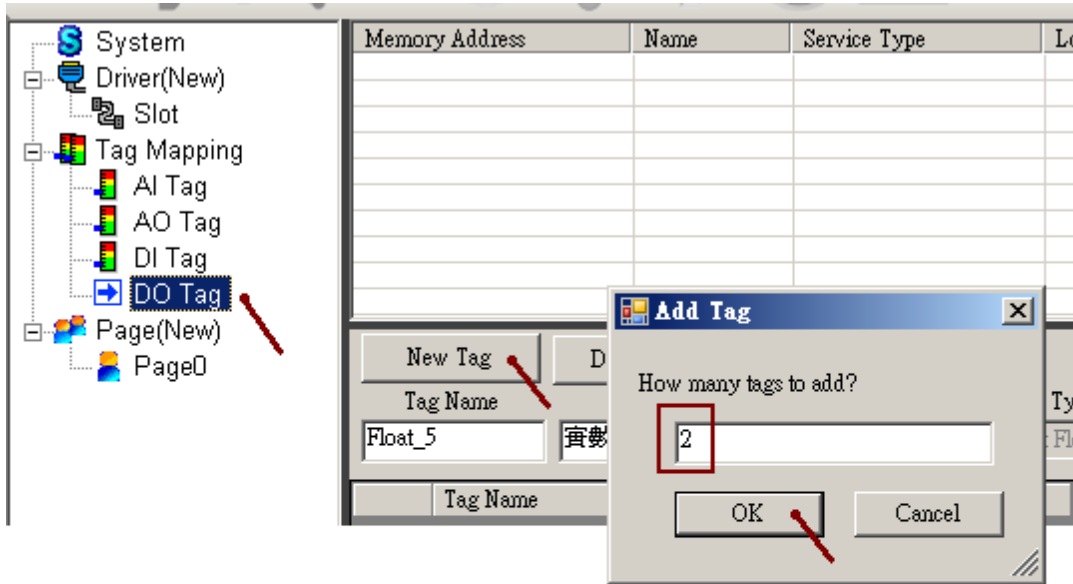 System
Driver(New)
Slot
Tag Mapping
AI Tag
AO Tag
DI Tag
DO Tag
Page(New)
Page0
Memory Address Name Service Type
New Tag
Tag Name
Float_5
Tag Name
Add Tag
How many tags to add?
2
OK Cancel